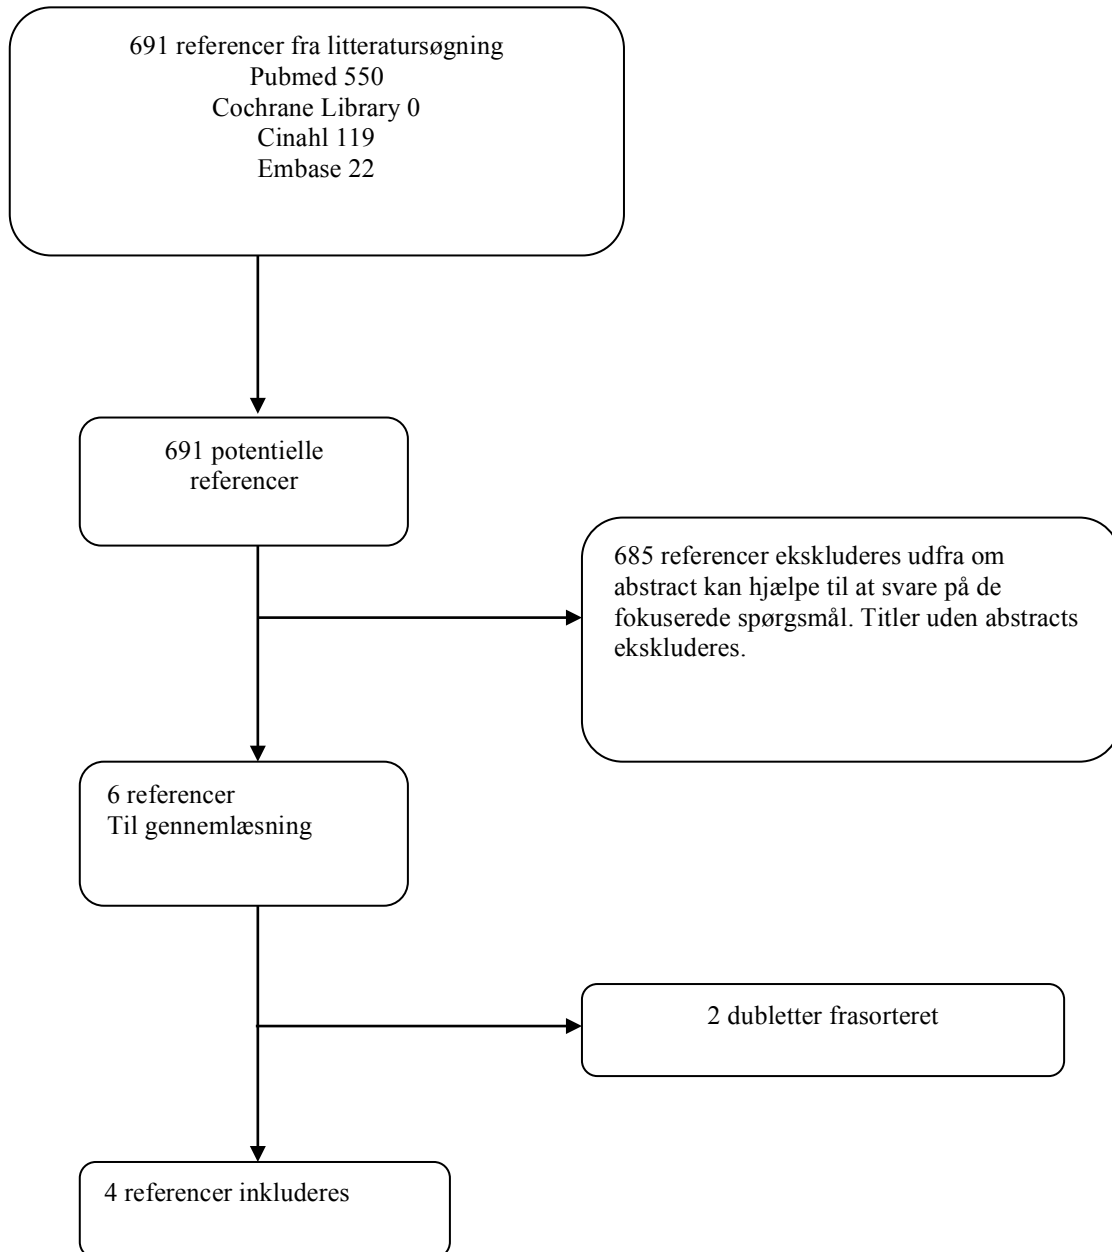 691 referencer fra litteratursøgning
Pubmed 550
Cochrane Library 0
Cinahl 119
Embase 22
691 potentielle
referencer
685 referencer ekskluderes udfra om
abstract kan hjælpe til at svare på de
fokuserede spørgsmål. Titler uden abstracts
ekskluderes.
6 referencer
Til gennemlæsning
2 dubletter frasorteret
4 referencer inkluderes